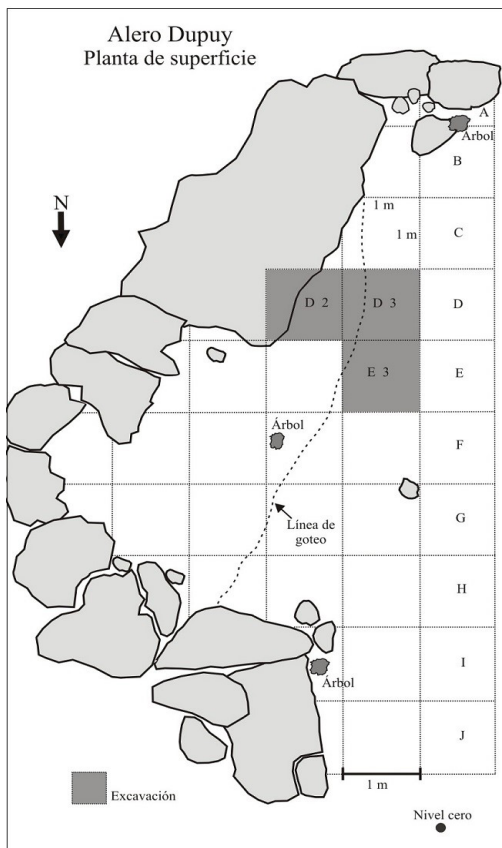 Alero Dupuy
Planta de superficie
A
Árbol
B
N
1 m
1 m
C
D 2
D 3
D
E 3
E
Árbol
F
Línea de
goteo
G
H
I
Árbol
J
Excavación
1 m
Nivel cero